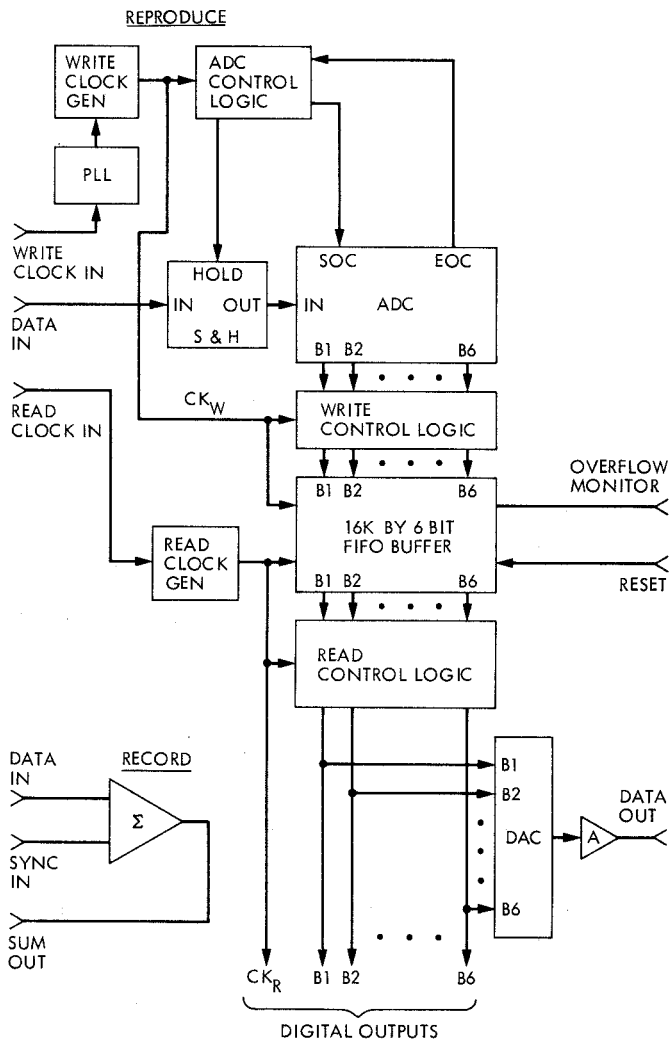 REPRODUCE
WRITE
CLOCK
GEN
ADC
CONTROL
LOGIC
PLL
WRITE
CLOCK IN
HOLD
IN OUT
S & H
SOC EOC
IN ADC
B1 B2 B6
DATA
IN
READ
CLOCK IN
CKW
WRITE
CONTROL LOGIC
OVERFLOW
MONITOR
B1 B2 B6
16K BY 6 BIT
FIFO BUFFER
B1 B2 B6
READ
CLOCK
GEN
RESET
READ
CONTROL LOGIC
DATA
IN
RECORD
Σ
SYNC
IN
SUM
OUT
B1
B2
DAC
B6
A
DATA
OUT
CKR
B1 B2 B6
DIGITAL OUTPUTS